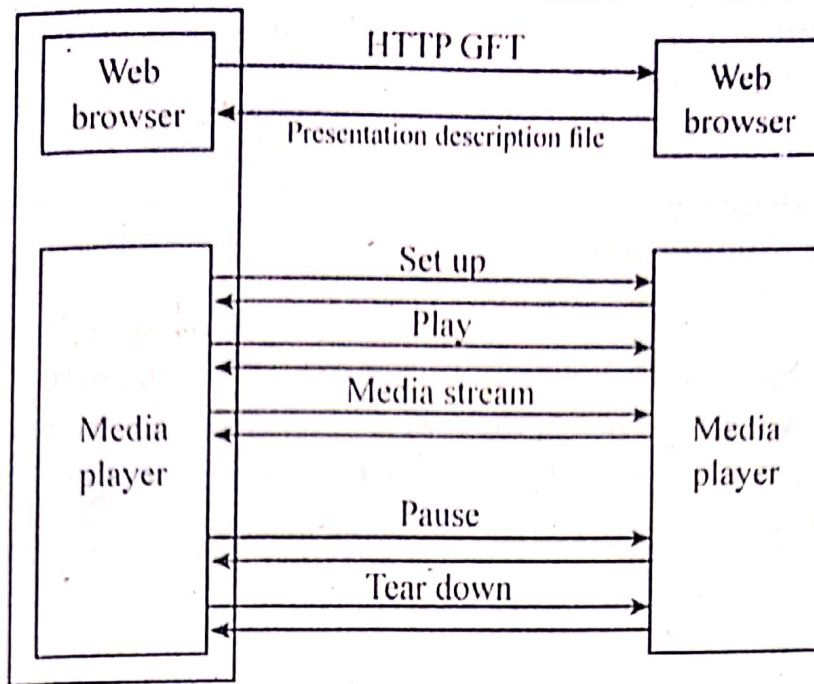 HTTP GFT
Web
browser
Web
browser
Presentation description file
Set up
Play
Media stream
Media
player
Media
player
Pause
Tear down